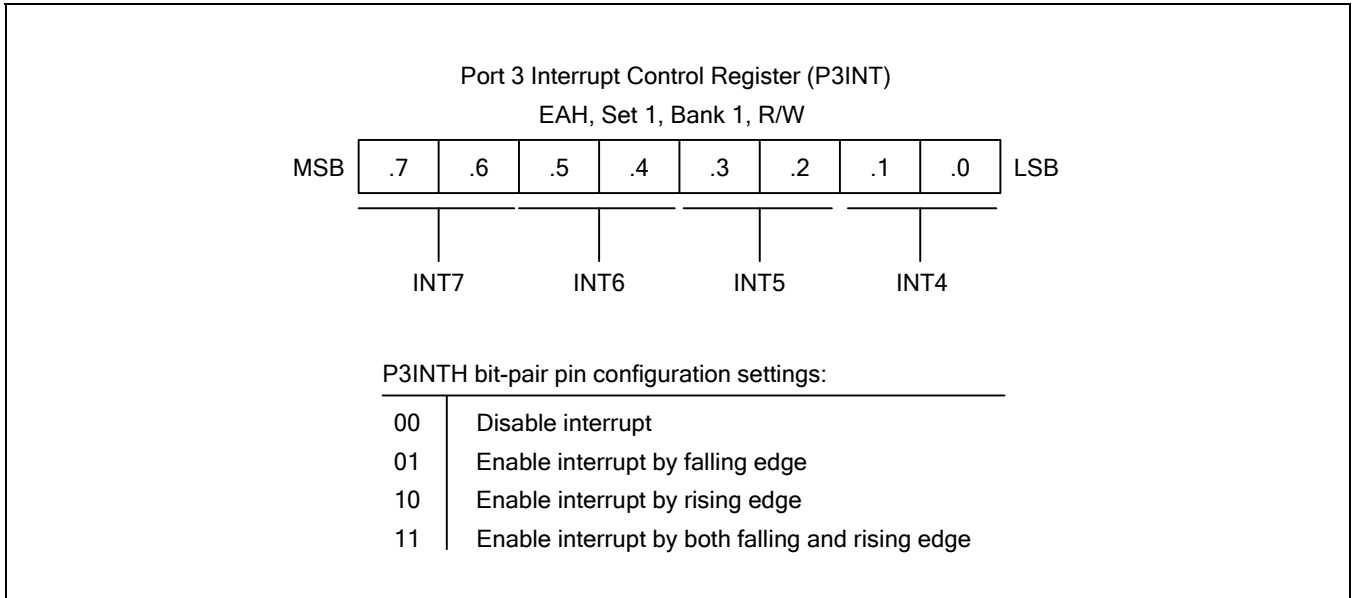 Port 3 Interrupt Control Register (P3INT)
EAH, Set 1, Bank 1, R/W
MSB .7 .6 .5 .4 .3 .2 .1 .0 LSB
INT7 INT6 INT5 INT4
P3INTH bit-pair pin configuration settings:
00 Disable interrupt
01 Enable interrupt by falling edge
10 Enable interrupt by rising edge
11 Enable interrupt by both falling and rising edge